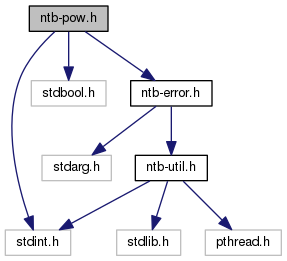 ntb-pow.h
stdbool.h
ntb-error.h
stdarg.h
ntb-util.h
stdint.h
stdlib.h
pthread.h